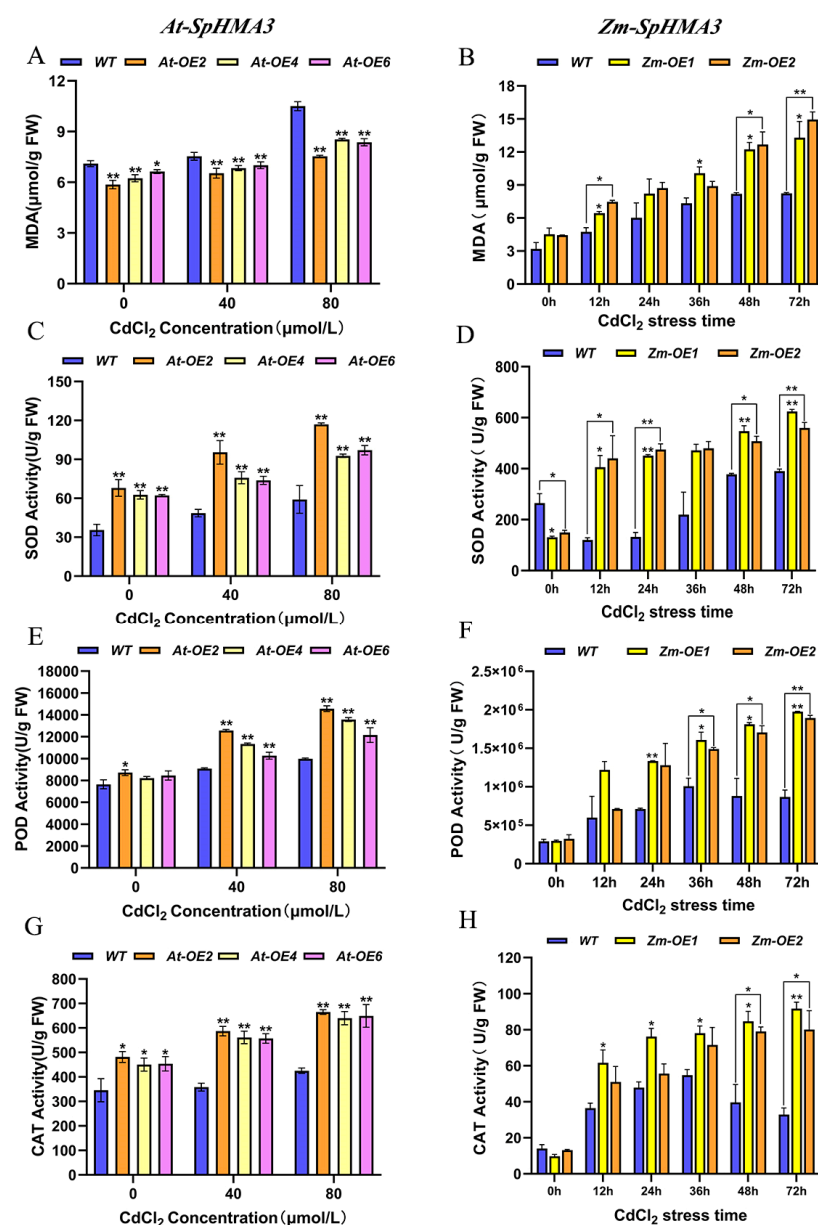 At-SpHMA3
Zm-SpHMA3
A
WT At-OE2 At-OE4 At-OE6
MDA(μmol/g FW)
12
9
6
3
0
** ** *
** ** **
** ** **
0 40 80
CdCl2 Concentration(μmol/L)
B
WT Zm-OE1 Zm-OE2
MDA( μmol/g FW)
18
15
12
9
6
3
0
* *
*
* *
** *
0h 12h 24h 36h 48h 72h
CdCl2 stress time
C
WT At-OE2 At-OE4 At-OE6
SOD Activity(U/g FW)
150
120
90
60
30
0
** ** **
** ** **
** ** **
0 40 80
CdCl2 Concentration(μmol/L)
D
WT Zm-OE1 Zm-OE2
SOD Activity( U/g FW)
800
600
400
200
0
* *
* *
** **
* **
** **
0h 12h 24h 36h 48h 72h
CdCl2 stress time
E
WT At-OE2 At-OE4 At-OE6
POD Activity(U/g FW)
18000
16000
14000
12000
10000
8000
6000
4000
2000
0
*
** ** **
** ** **
0 40 80
CdCl2 Concentration(μmol/L)
F
WT Zm-OE1 Zm-OE2
POD Activity( U/g FW)
2.5×10⁶
2×10⁶
1.5×10⁶
1×10⁶
5×10⁵
0
**
* *
* *
** **
0h 12h 24h 36h 48h 72h
CdCl2 stress time
G
WT At-OE2 At-OE4 At-OE6
CAT Activity(U/g FW)
800
700
600
500
400
300
200
100
0
* * *
** ** **
** ** **
0 40 80
CdCl2 Concentration(μmol/L)
H
WT Zm-OE1 Zm-OE2
CAT Activity( U/g FW)
120
100
80
60
40
20
0
*
*
*
* *
* **
0h 12h 24h 36h 48h 72h
CdCl2 stress time